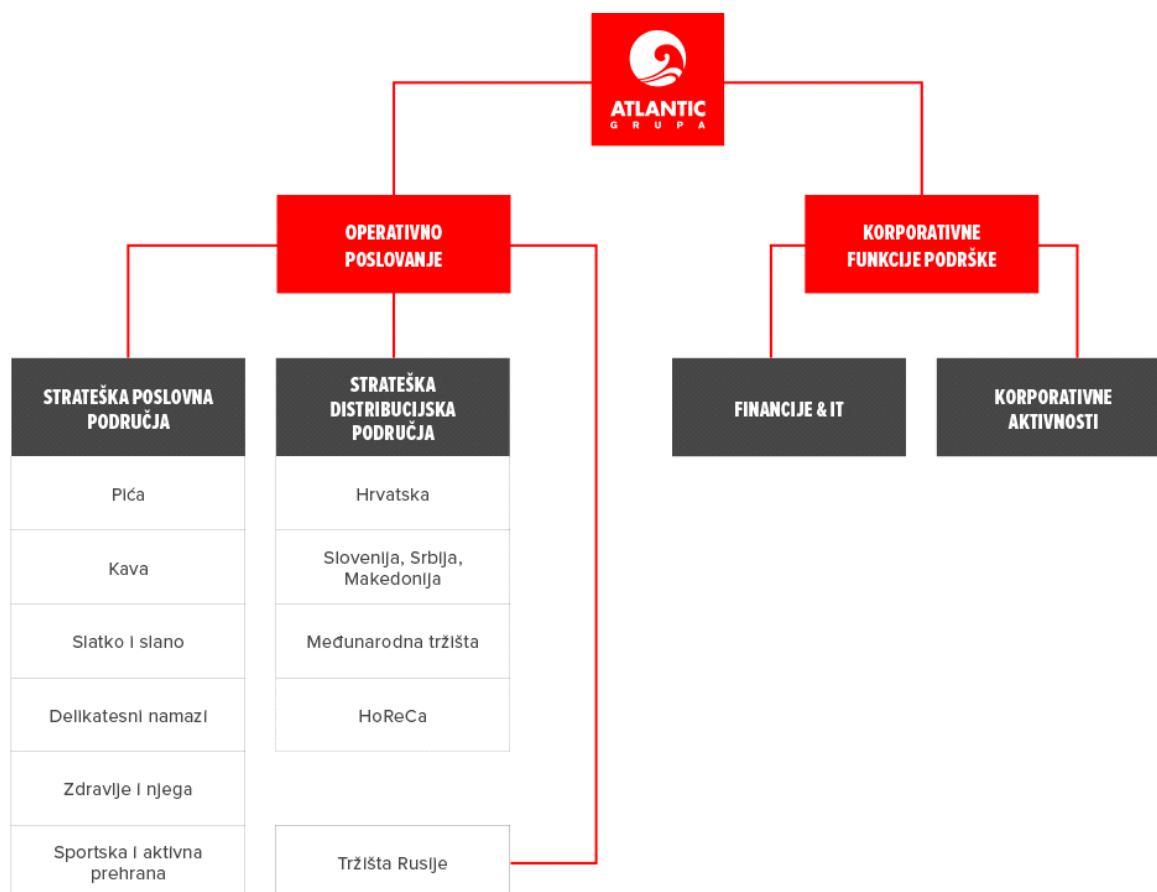 ATLANTIC
GRUPA
OPERATIVNO
POSLOVANJE
KORPORATIVNE
FUNKCIJE PODRŠKE
STRATEŠKA POSLOVNA
PODRUČJA
Pića
Kava
Slatko i slano
Delikatesni namazi
Zdravlje i njega
Sportska i aktivna
prehrana
STRATEŠKA
DISTRIBUCIJSKA
PODRUČJA
Hrvatska
Slovenija, Srbija,
Makedonija
Međunarodna tržišta
HoReCa
Tržišta Rusije
FINANCIJE & IT
KORPORATIVNE
AKTIVNOSTI